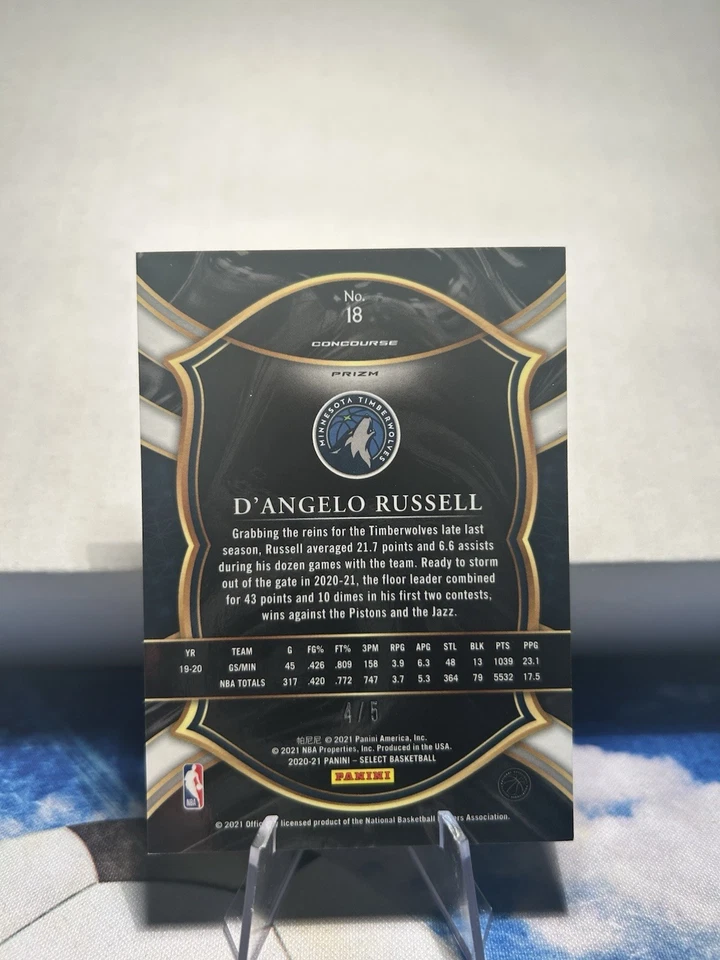 No.
18
CONCOURSE
PRIZM
MINNESOTA TIMBERWOLVES
D'ANGELO RUSSELL
Grabbing the reins for the Timberwolves late last
season, Russell averaged 21.7 points and 6.6 assists
during his dozen games with the team. Ready to storm
out of the gate in 2020-21, the floor leader combined
for 43 points and 10 dimes in his first two contests,
wins against the Pistons and the Jazz.
YR TEAM G FG% FT% 3PM RPG APG STL BLK PTS PPG
19-20 GS/MIN 45 .426 .809 158 3.9 6.3 48 13 1039 23.1
NBA TOTALS 317 .420 .772 747 3.7 5.3 364 79 5532 17.5
4/5
帕尼尼 © 2021 Panini America, Inc.
© 2021 NBA Properties, Inc. Produced in the USA.
2020-21 PANINI – SELECT BASKETBALL
PANINI
NBA
© 2021 Officially licensed product of the National Basketball Players Association.